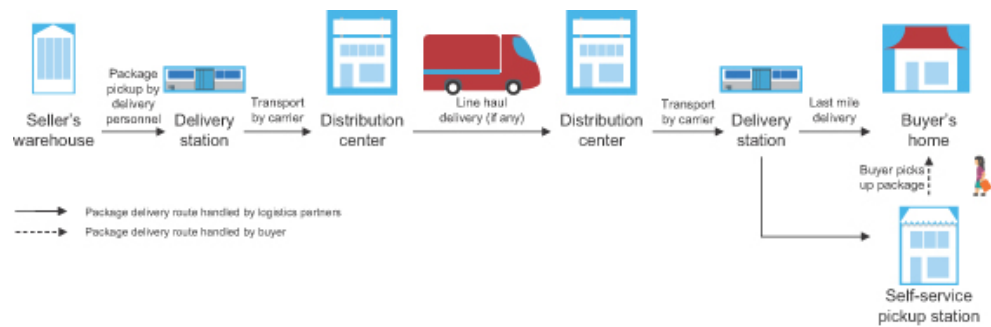 Package
pickup by
delivery
personnel
Seller's
warehouse
Delivery
station
Transport
by carrier
Distribution
center
Line haul
delivery (if any)
Distribution
center
Transport
by carrier
Delivery
station
Last mile
delivery
Buyer's
home
Buyer picks
up package
Package delivery route handled by logistics partners
Package delivery route handled by buyer
Self-service
pickup station